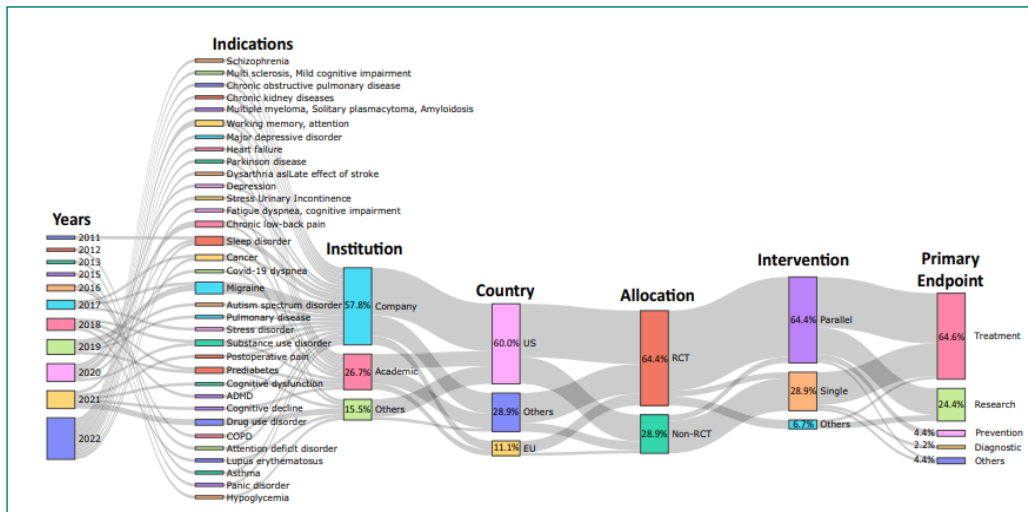 Indications
Schizophrenia
Multi sclerosis, Mild cognitive impairment
Chronic obstructive pulmonary disease
Chronic kidney diseases
Multiple myeloma, Solitary plasmacytoma, Amyloidosis
Working memory, attention
Major depressive disorder
Heart failure
Parkinson disease
Dysarthria aslLate effect of stroke
Depression
Stress Urinary Incontinence
Fatigue dyspnea, cognitive impairment
Chronic low-back pain
Sleep disorder
Cancer
Covid-19 dyspnea
Migraine
Autism spectrum disorder
Pulmonary disease
Stress disorder
Substance use disorder
Postoperative pain
Prediabetes
Cognitive dysfunction
ADHD
Cognitive decline
Drug use disorder
COPD
Attention deficit disorder
Lupus erythematosus
Asthma
Panic disorder
Hypoglycemia
Years
2011
2012
2013
2015
2016
2017
2018
2019
2020
2021
2022
Institution
57.8% Company
26.7% Academic
15.5% Others
Country
60.0% US
28.9% Others
11.1% EU
Allocation
64.4% RCT
28.9% Non-RCT
Intervention
64.4% Parallel
28.9% Single
6.7% Others
Primary
Endpoint
64.6% Treatment
24.4% Research
4.4% Prevention
2.2% Diagnostic
4.4% Others